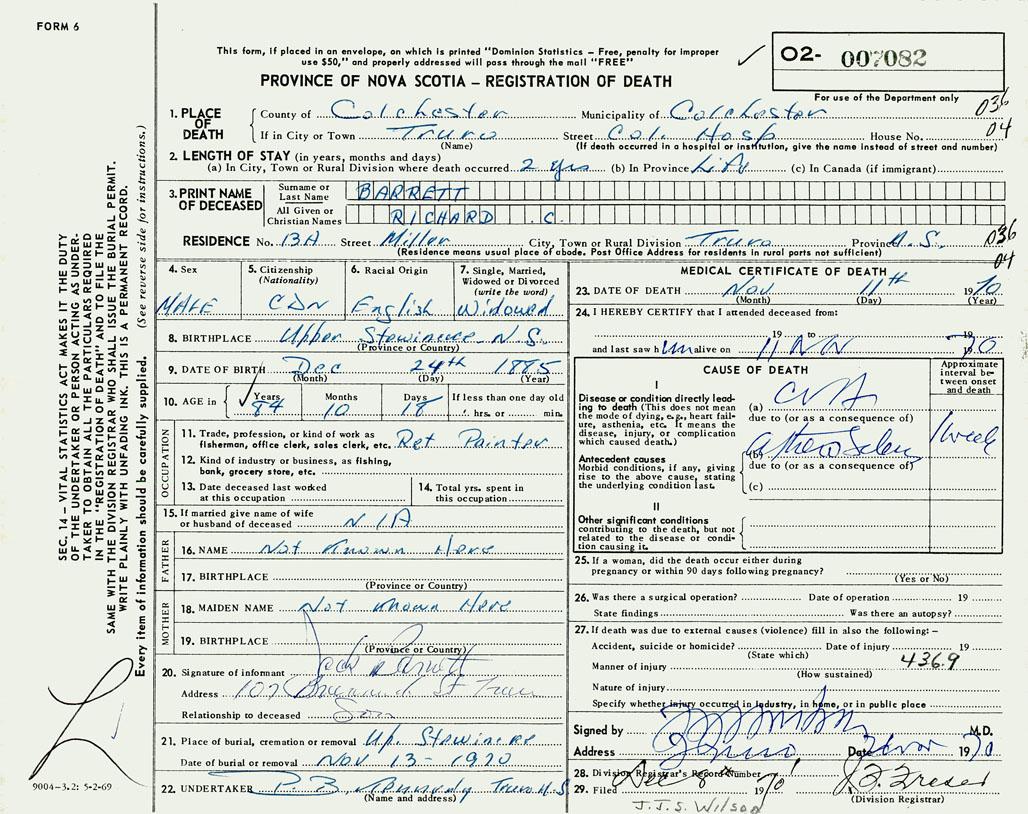 FORM 6
This form, if placed in an envelope, on which is printed "Dominion Statistics – Free, penalty for improper
use $50," and properly addressed will pass through the mail "FREE"
PROVINCE OF NOVA SCOTIA – REGISTRATION OF DEATH
O2- 007082
For use of the Department only
036
04
1. PLACE OF DEATH
County of Colchester Municipality of Colchester
If in City or Town Truro Street Col. Hosp House No.
(Name) (If death occurred in a hospital or institution, give the name instead of street and number)
2. LENGTH OF STAY (in years, months and days)
(a) In City, Town or Rural Division where death occurred 2 yrs (b) In Province Life (c) In Canada (if immigrant)
3. PRINT NAME OF DECEASED
Surname or Last Name BARRETT
All Given or Christian Names RICHARD .C.
RESIDENCE No. 13A Street Miller City, Town or Rural Division Truro Province N.S.
(Residence means usual place of abode. Post Office Address for residents in rural parts not sufficient)
036
04
4. Sex
MALE
5. Citizenship (Nationality)
CDN
6. Racial Origin
English
7. Single, Married, Widowed or Divorced (write the word)
Widowed
8. BIRTHPLACE Upper Stewiacke N.S.
(Province or Country)
9. DATE OF BIRTH Dec 24th 1885
(Month) (Day) (Year)
10. AGE in Years 84 Months 10 Days 18 If less than one day old
hrs. or min.
OCCUPATION
11. Trade, profession, or kind of work as fisherman, office clerk, sales clerk, etc. Ret Painter
12. Kind of industry or business, as fishing, bank, grocery store, etc.
13. Date deceased last worked at this occupation
14. Total yrs. spent in this occupation
15. If married give name of wife or husband of deceased N/A
FATHER
16. NAME Not Known Here
17. BIRTHPLACE
(Province or Country)
MOTHER
18. MAIDEN NAME Not Known Here
19. BIRTHPLACE
(Province or Country)
20. Signature of informant Barrett
Address 107 St
Relationship to deceased Son
21. Place of burial, cremation or removal Up. Stewiacke
Date of burial or removal Nov 13 - 1970
22. UNDERTAKER Truro N.S.
(Name and address)
MEDICAL CERTIFICATE OF DEATH
23. DATE OF DEATH Nov 11th 1970
(Month) (Day) (Year)
24. I HEREBY CERTIFY that I attended deceased from:
19 to 19
and last saw him alive on 11 Nov 1970
CAUSE OF DEATH
Approximate interval between onset and death
I
Disease or condition directly leading to death (This does not mean the mode of dying, e.g., heart failure, asthenia, etc. It means the disease, injury, or complication which caused death.)
(a) CVA
due to (or as a consequence of)
Antecedent causes
Morbid conditions, if any, giving rise to the above cause, stating the underlying condition last.
(b)
due to (or as a consequence of)
1 week
(c)
II
Other significant conditions contributing to the death, but not related to the disease or condition causing it.
25. If a woman, did the death occur either during pregnancy or within 90 days following pregnancy?
(Yes or No)
26. Was there a surgical operation? Date of operation 19
State findings Was there an autopsy?
27. If death was due to external causes (violence) fill in also the following: –
Accident, suicide or homicide? Date of injury 19
(State which)
Manner of injury 436.9
(How sustained)
Nature of injury
Specify whether injury occurred in industry, in home, or in public place
Signed by M.D.
Address Truro Date Nov 1970
28. Division Registrar's Record Number
29. Filed Dec 8 1970
(Division Registrar)
J.J.S. Wilson
SEC. 14 – VITAL STATISTICS ACT MAKES IT THE DUTY
OF THE UNDERTAKER OR PERSON ACTING AS UNDER-
TAKER TO OBTAIN ALL THE PARTICULARS REQUIRED
IN THE "REGISTRATION OF DEATH" AND TO FILE THE
SAME WITH THE DIVISION REGISTRAR WHO SHALL ISSUE THE BURIAL PERMIT.
WRITE PLAINLY WITH UNFADING INK. THIS IS A PERMANENT RECORD.
Every item of information should be carefully supplied. (See reverse side for instructions.)
9004-3.2: 5-2-69